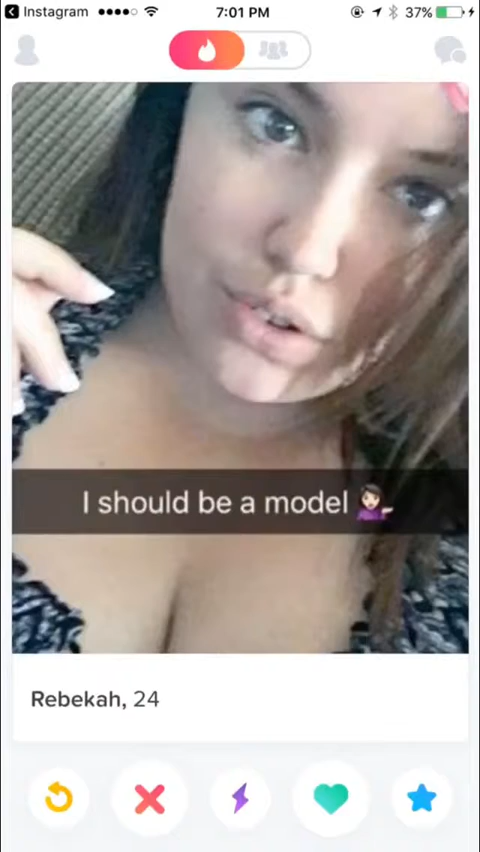 Instagram 7:01 PM 37%
I should be a model 💁🏻
Rebekah, 24